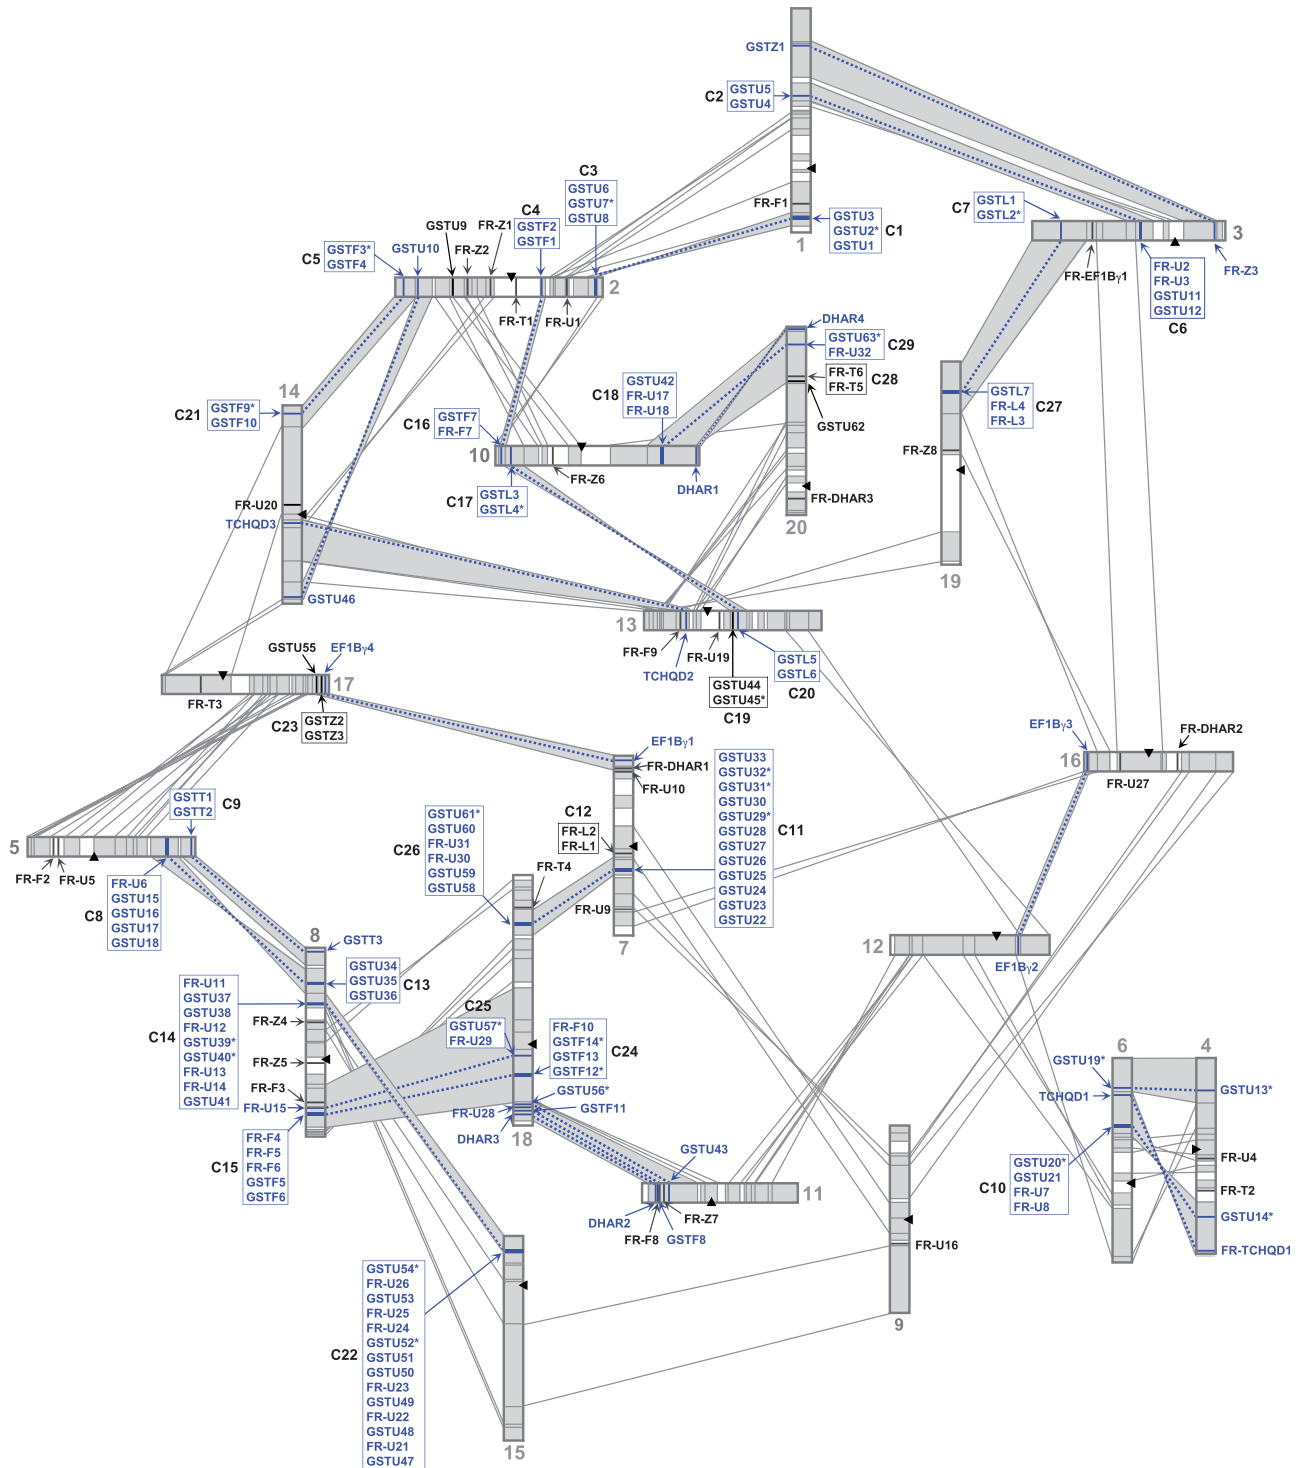 GSTZ1
C2
GSTU5
GSTU4
FR-F1
GSTU3
GSTU2*
GSTU1
C1
1
C7
GSTL1
GSTL2*
3
FR-EF1Bγ1
FR-U2
FR-U3
GSTU11
GSTU12
C6
FR-Z3
C3
GSTU6
GSTU7*
GSTU8
C4
GSTF2
GSTF1
FR-Z1
GSTU9
FR-Z2
GSTU10
C5
GSTF3*
GSTF4
2
FR-T1
FR-U1
14
C21
GSTF9*
GSTF10
FR-U20
TCHQD3
GSTU46
C16
GSTF7
FR-F7
10
C18
GSTU42
FR-U17
FR-U18
FR-Z6
C17
GSTL3
GSTL4*
DHAR1
DHAR4
GSTU63*
FR-U32
C29
FR-T6
FR-T5
C28
GSTU62
FR-DHAR3
20
GSTL7
FR-L4
FR-L3
C27
FR-Z8
19
13
FR-F9
TCHQD2
FR-U19
GSTU44
GSTU45*
C19
GSTL5
GSTL6
C20
GSTU55
EF1Bγ4
17
FR-T3
C23
GSTZ2
GSTZ3
EF1Bγ3
16
FR-DHAR2
FR-U27
EF1Bγ1
FR-DHAR1
FR-U10
C12
FR-L2
FR-L1
FR-U9
7
GSTU33
GSTU32*
GSTU31*
GSTU30
GSTU29*
GSTU28
GSTU27
GSTU26
GSTU25
GSTU24
GSTU23
GSTU22
C11
GSTT1
GSTT2
C9
5
FR-F2
FR-U5
C8
FR-U6
GSTU15
GSTU16
GSTU17
GSTU18
C26
GSTU61*
GSTU60
FR-U31
FR-U30
GSTU59
GSTU58
FR-T4
8
GSTT3
GSTU34
GSTU35
GSTU36
C13
C14
FR-U11
GSTU37
GSTU38
FR-U12
GSTU39*
GSTU40*
FR-U13
FR-U14
GSTU41
FR-Z4
FR-Z5
FR-F3
FR-U15
C15
FR-F4
FR-F5
FR-F6
GSTF5
GSTF6
C25
GSTU57*
FR-U29
FR-F10
GSTF14*
GSTF13
GSTF12*
C24
GSTU56*
FR-U28
GSTF11
DHAR3
18
12
EF1Bγ2
GSTU43
11
DHAR2
FR-F8
FR-Z7
GSTF8
6
4
GSTU19*
TCHQD1
GSTU13*
C10
GSTU20*
GSTU21
FR-U7
FR-U8
FR-U4
FR-T2
GSTU14*
FR-TCHQD1
FR-U16
9
C22
GSTU54*
FR-U26
GSTU53
FR-U25
FR-U24
GSTU52*
GSTU51
GSTU50
FR-U23
GSTU49
FR-U22
GSTU48
FR-U21
GSTU47
15